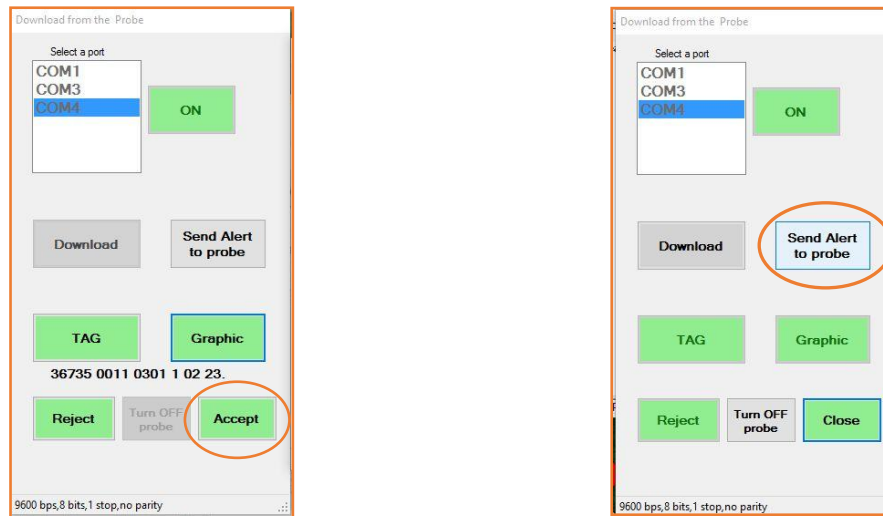 Download from the Probe
Select a port
COM1
COM3
COM4
ON
Download
Send Alert
to probe
TAG
Graphic
36735 0011 0301 1 02 23.
Reject
Turn OFF
probe
Accept
9600 bps,8 bits,1 stop,no parity
Download from the Probe
Select a port
COM1
COM3
COM4
ON
Download
Send Alert
to probe
TAG
Graphic
Reject
Turn OFF
probe
Close
9600 bps,8 bits,1 stop,no parity